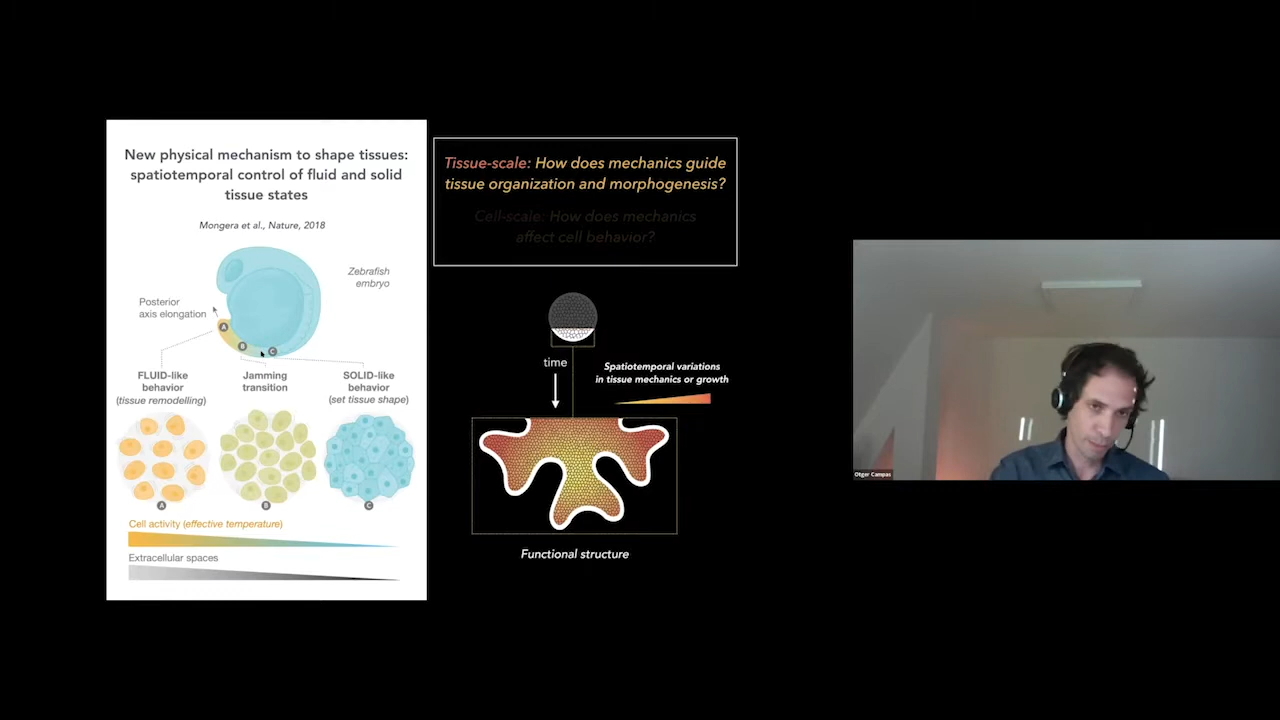 New physical mechanism to shape tissues:
spatiotemporal control of fluid and solid
tissue states
Mongera et al., Nature, 2018
Zebrafish
embryo
Posterior
axis elongation
A
B
C
FLUID-like
behavior
(tissue remodelling)
Jamming
transition
SOLID-like
behavior
(set tissue shape)
A
B
C
Cell activity (effective temperature)
Extracellular spaces
Tissue-scale: How does mechanics guide
tissue organization and morphogenesis?
Cell-scale: How does mechanics
affect cell behavior?
time
Spatiotemporal variations
in tissue mechanics or growth
Functional structure
Otger Campas